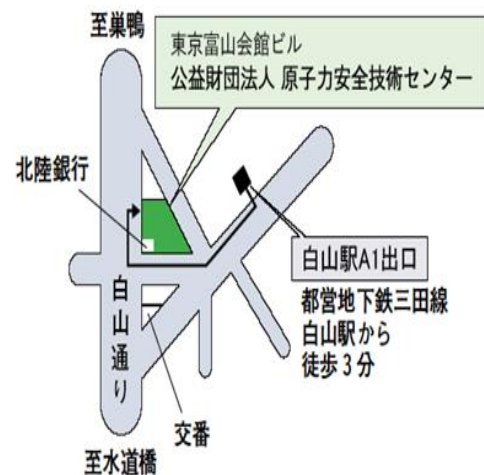 至巣鴨
東京富山会館ビル
公益財団法人 原子力安全技術センター
北陸銀行
白山駅A1出口
都営地下鉄三田線
白山駅から
徒歩3分
白山通り
交番
至水道橋